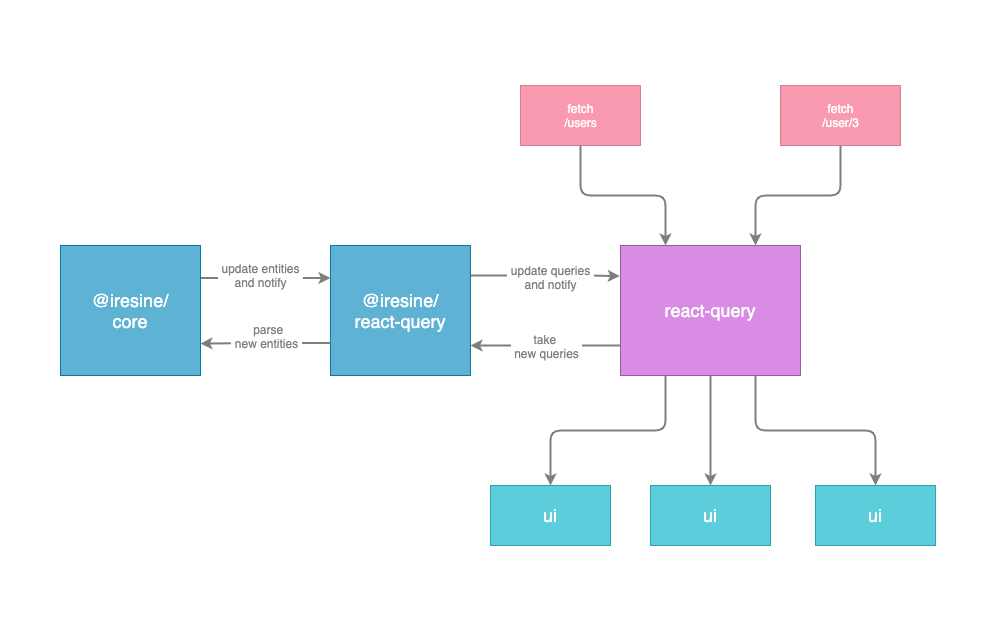 fetch
/users
fetch
/user/3
@iresine/
core
update entities
and notify
parse
new entities
@iresine/
react-query
update queries
and notify
take
new queries
react-query
ui
ui
ui